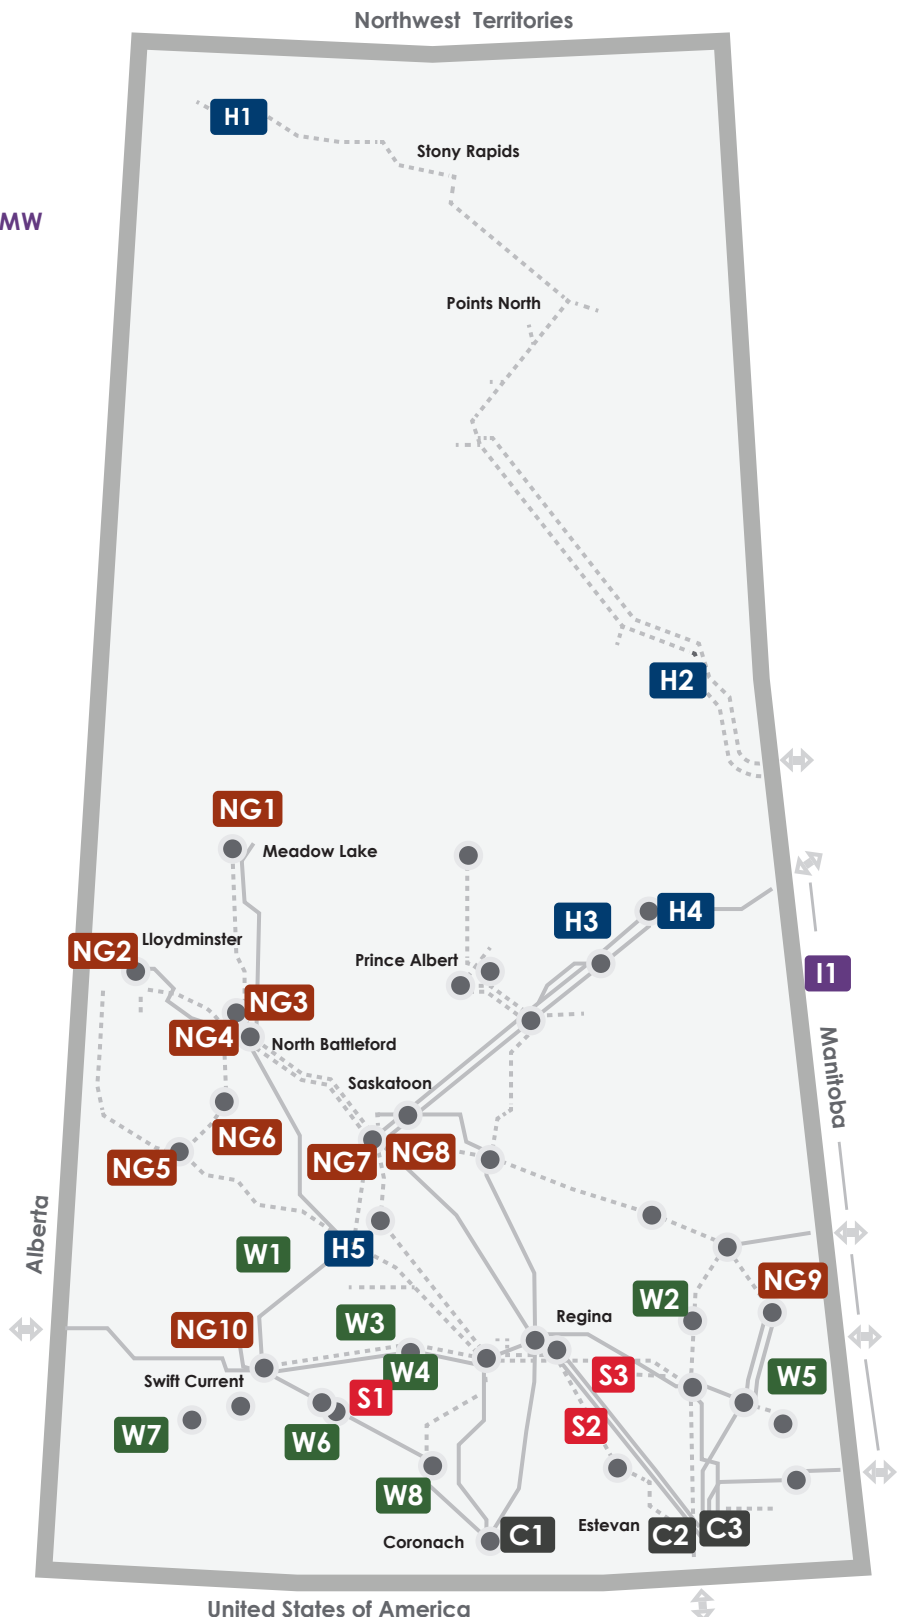 Northwest Territories
H1
Stony Rapids
MW
Points North
H2
NG1
Meadow Lake
H3
H4
Lloydminster
NG2
Prince Albert
I1
NG3
NG4
North Battleford
Manitoba
Saskatoon
NG6
NG7
NG8
NG5
Alberta
W1
H5
NG9
W2
Regina
W3
NG10
W4
S3
W5
Swift Current
S1
S2
W7
W6
W8
Estevan
C3
C2
C1
Coronach
United States of America